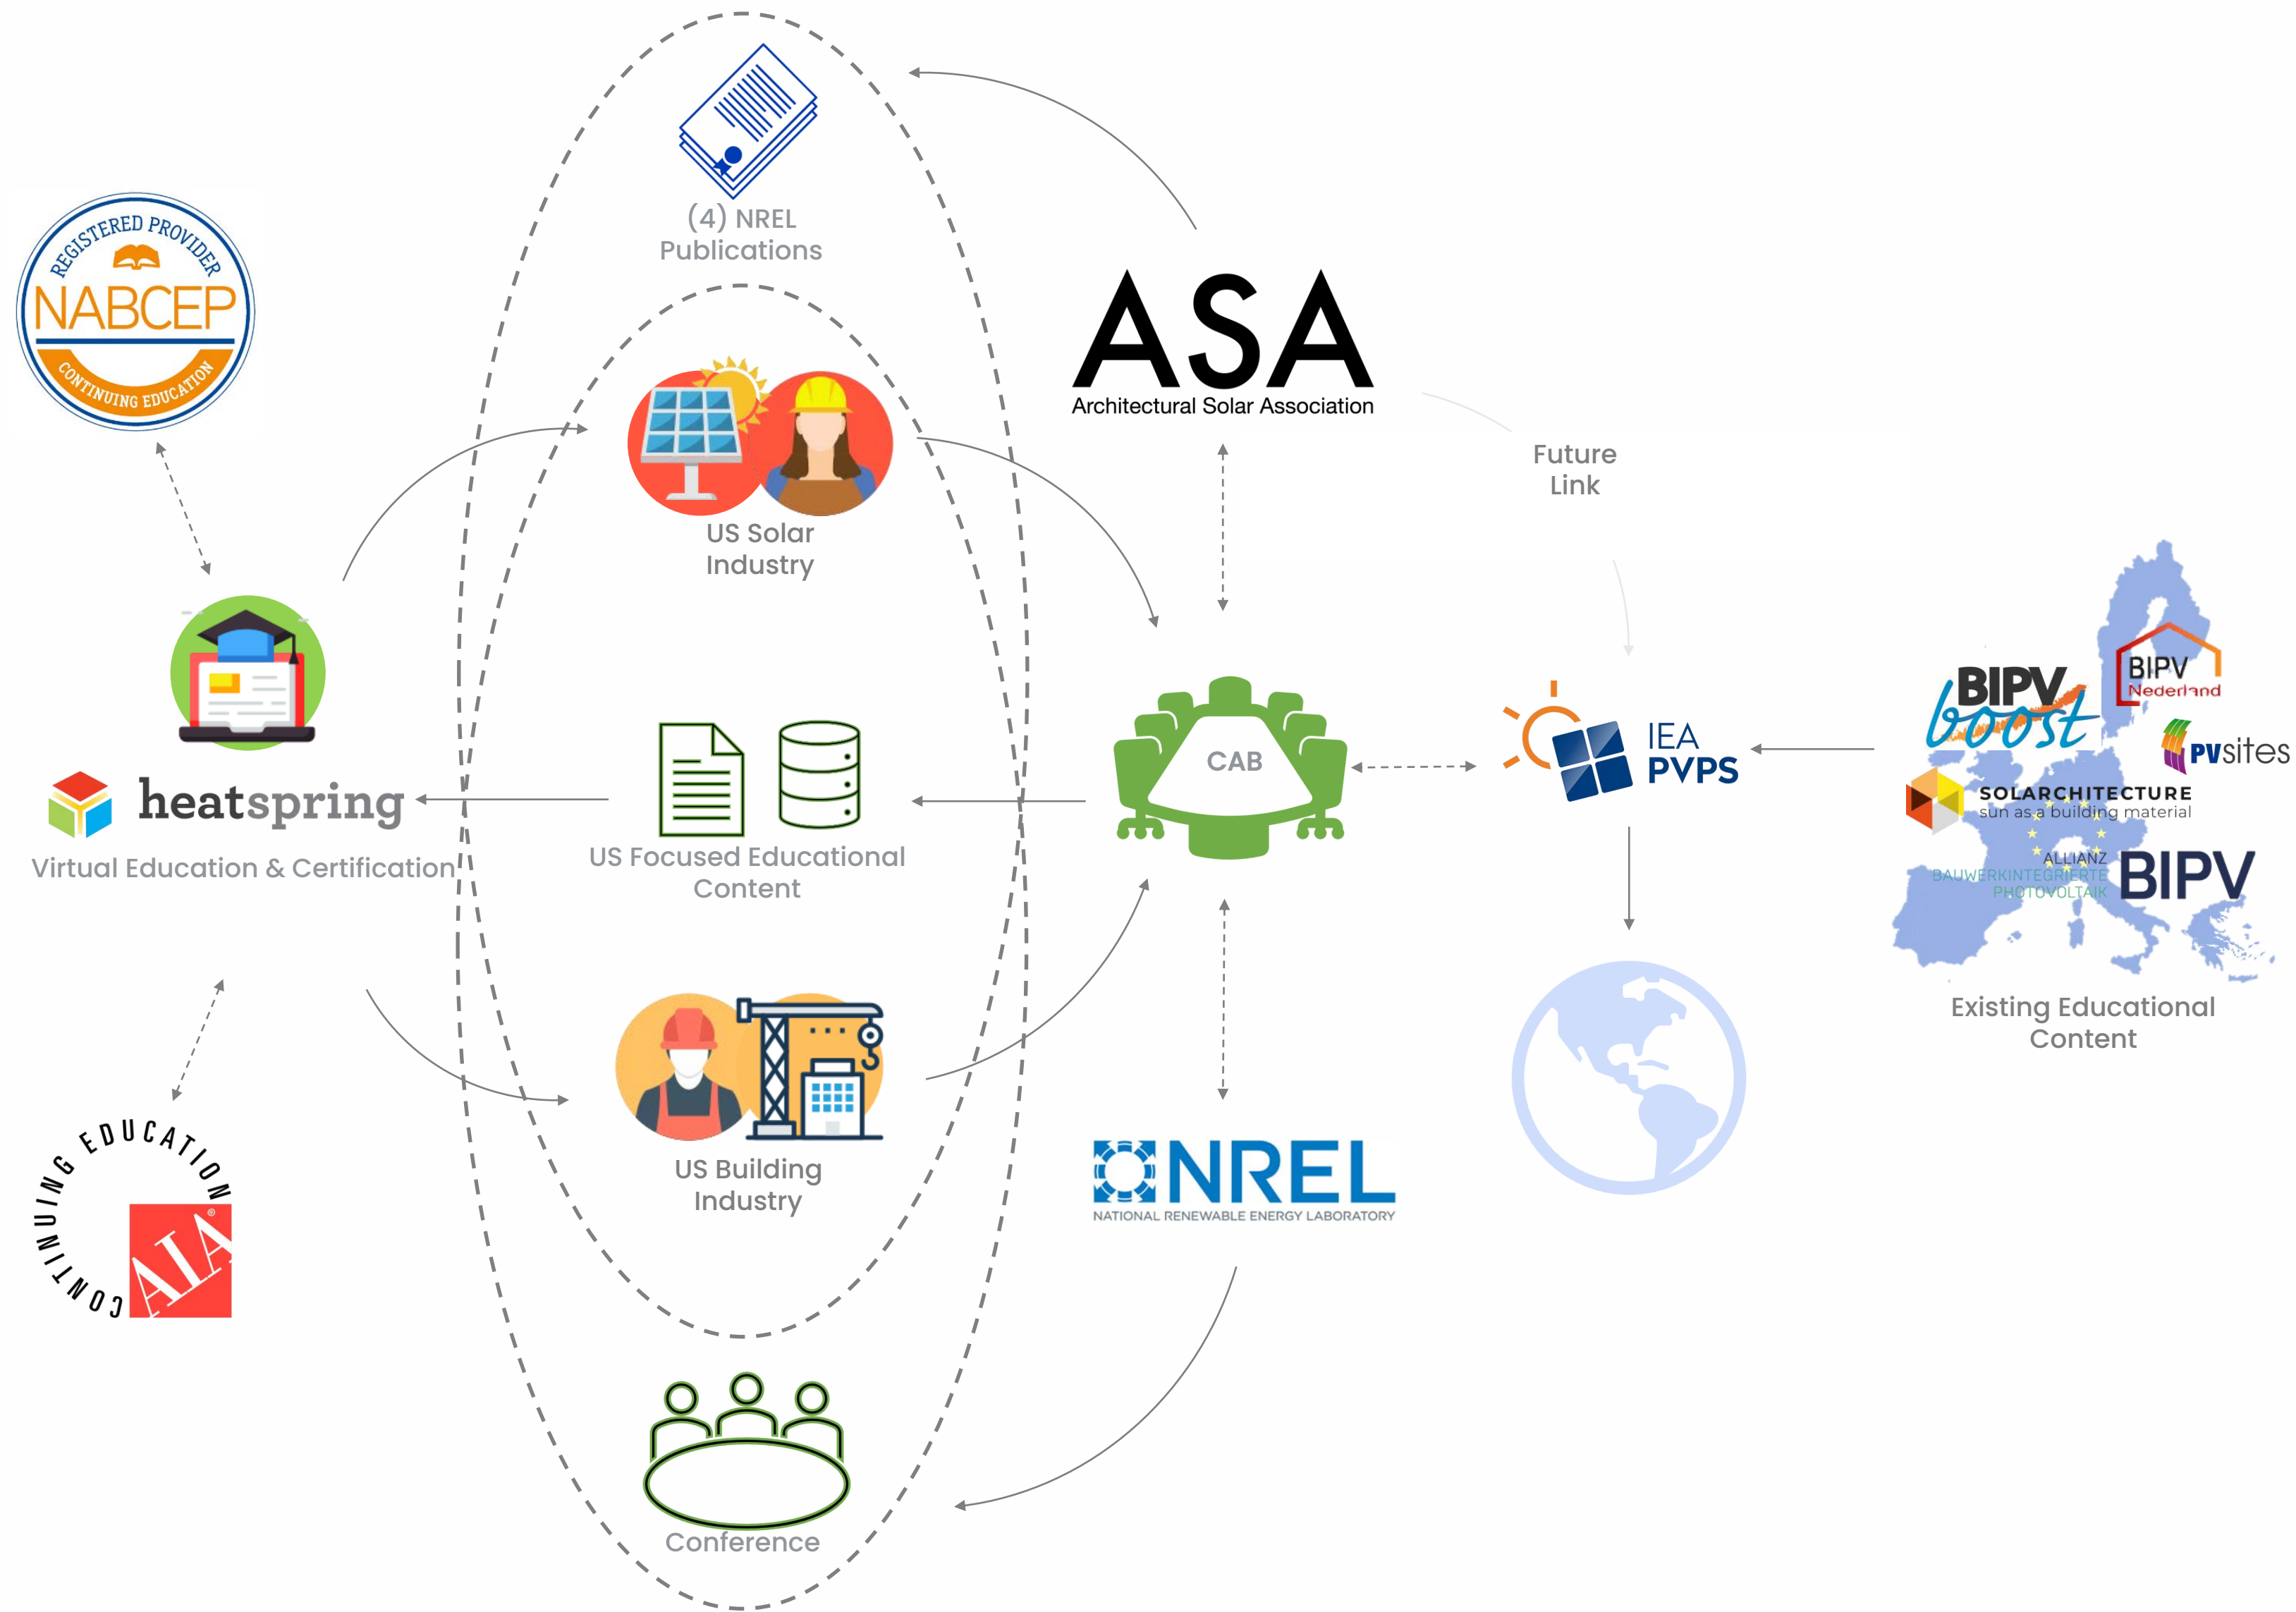 (4) NREL
Publications
REGISTERED PROVIDER
NABCEP
CONTINUING EDUCATION
ASA
Architectural Solar Association
Future
Link
US Solar
Industry
BIPV
boost
BIPV
Nederland
PVsites
SOLARCHITECTURE
sun as a building material
ALLIANZ
BAUWERKINTEGRIERTE
PHOTOVOLTAIK
BIPV
Existing Educational
Content
IEA
PVPS
CAB
heatspring
Virtual Education & Certification
US Focused Educational
Content
US Building
Industry
NREL
NATIONAL RENEWABLE ENERGY LABORATORY
CONTINUING EDUCATION
AIA®
Conference